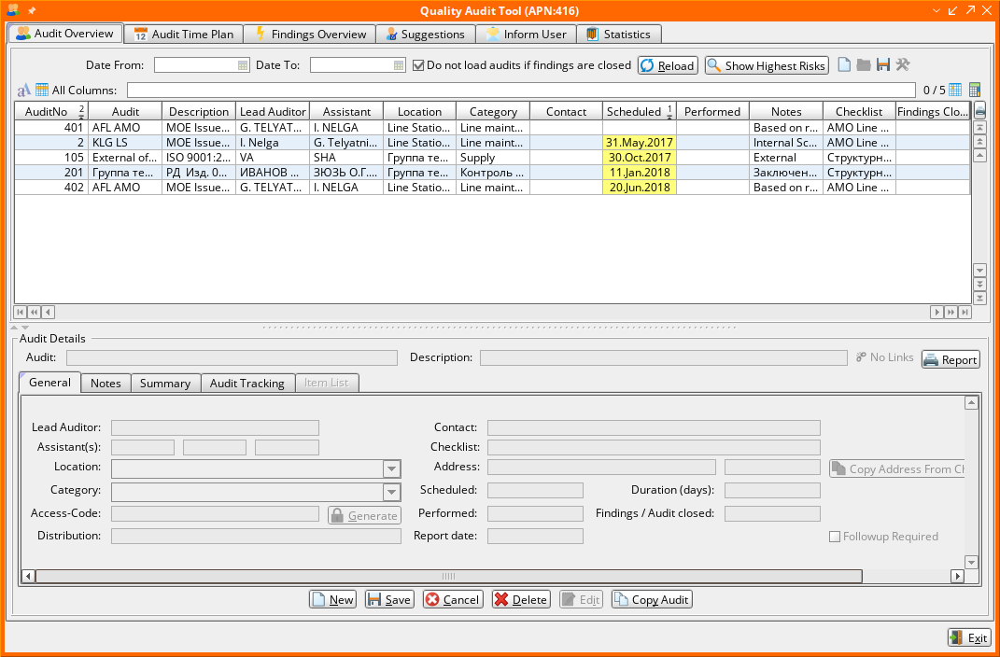 Quality Audit Tool (APN:416)
Audit Overview 12 Audit Time Plan Findings Overview Suggestions Inform User Statistics
Date From: Date To: Do not load audits if findings are closed Reload Show Highest Risks
All Columns: 0 / 5
AuditNo 2 Audit Description Lead Auditor Assistant Location Category Contact Scheduled 1 Performed Notes Checklist Findings Clo...
401 AFL AMO MOE Issue... G. TELYAT... I. NELGA Line Statio... Line maint... Based on r... AMO Line ...
2 KLG LS MOE Issue... I. Nelga G. Telyatni... Line Statio... Line maint... 31.May.2017 Internal Sc... AMO Line ...
105 External of... ISO 9001:2... VA SHA Группа те... Supply 30.Oct.2017 External Структурн...
201 Группа те... РД Изд. 0... ИВАНОВ ... ЗЮЗЬ О.Г.... Группа те... Контроль ... 11.Jan.2018 Заключен... Структурн...
402 AFL AMO MOE Issue... G. TELYAT... I. NELGA Line Statio... Line maint... 20.Jun.2018 Based on r... AMO Line ...
Audit Details
Audit: Description: No Links Report
General Notes Summary Audit Tracking Item List
Lead Auditor: Contact:
Assistant(s): Checklist:
Location: Address: Copy Address From Ch
Category: Scheduled: Duration (days):
Access-Code: Generate Performed: Findings / Audit closed:
Distribution: Report date: Followup Required
New Save Cancel Delete Edit Copy Audit
Exit